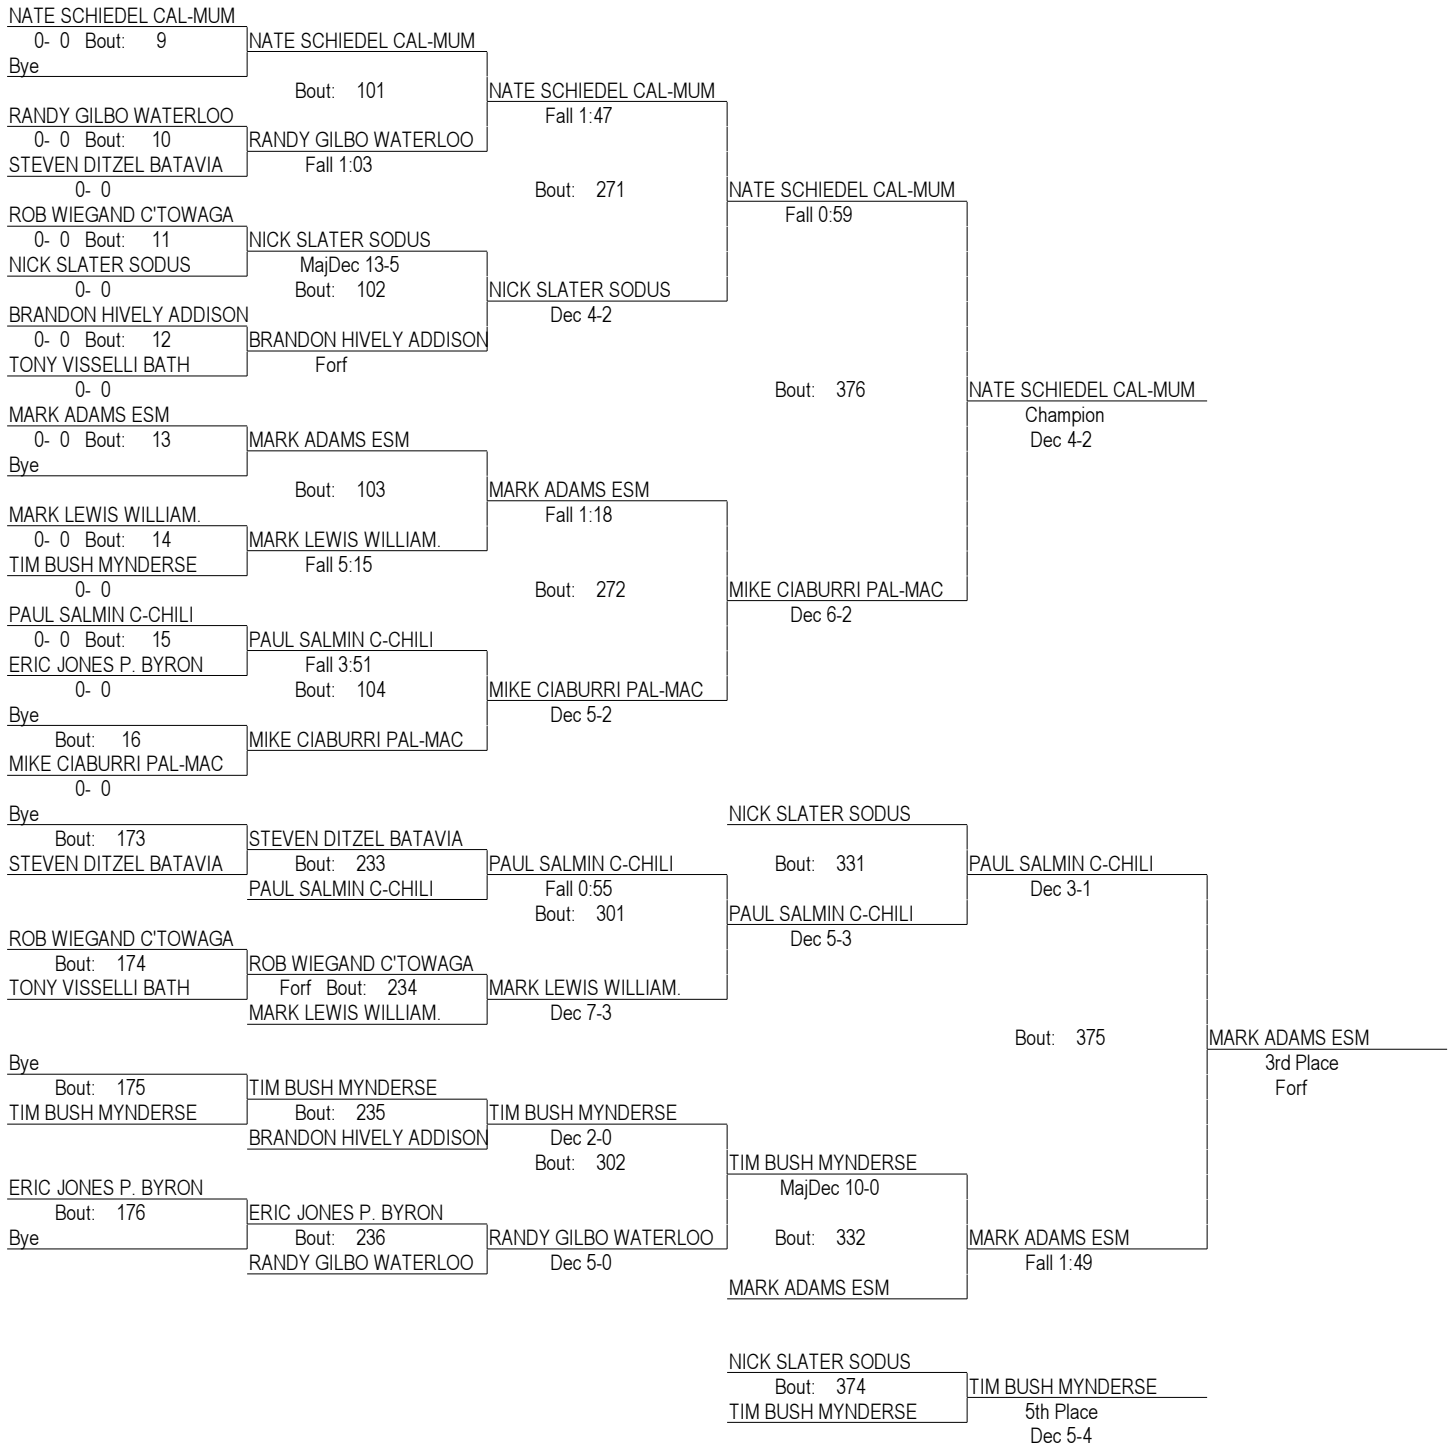 NATE SCHIEDEL CAL-MUM
0- 0 Bout: 9 NATE SCHIEDEL CAL-MUM
Bye
Bout: 101 NATE SCHIEDEL CAL-MUM
RANDY GILBO WATERLOO Fall 1:47
0- 0 Bout: 10 RANDY GILBO WATERLOO
STEVEN DITZEL BATAVIA Fall 1:03
0- 0 Bout: 271 NATE SCHIEDEL CAL-MUM
ROB WIEGAND C'TOWAGA Fall 0:59
0- 0 Bout: 11 NICK SLATER SODUS
NICK SLATER SODUS MajDec 13-5
0- 0 Bout: 102 NICK SLATER SODUS
BRANDON HIVELY ADDISON Dec 4-2
0- 0 Bout: 12 BRANDON HIVELY ADDISON
TONY VISSELLI BATH Forf
0- 0 Bout: 376 NATE SCHIEDEL CAL-MUM
MARK ADAMS ESM Champion
0- 0 Bout: 13 MARK ADAMS ESM Dec 4-2
Bye
Bout: 103 MARK ADAMS ESM
MARK LEWIS WILLIAM. Fall 1:18
0- 0 Bout: 14 MARK LEWIS WILLIAM.
TIM BUSH MYNDERSE Fall 5:15
0- 0 Bout: 272 MIKE CIABURRI PAL-MAC
PAUL SALMIN C-CHILI Dec 6-2
0- 0 Bout: 15 PAUL SALMIN C-CHILI
ERIC JONES P. BYRON Fall 3:51
0- 0 Bout: 104 MIKE CIABURRI PAL-MAC
Bye Dec 5-2
Bout: 16 MIKE CIABURRI PAL-MAC
MIKE CIABURRI PAL-MAC
0- 0
Bye NICK SLATER SODUS
Bout: 173 STEVEN DITZEL BATAVIA
STEVEN DITZEL BATAVIA Bout: 233 PAUL SALMIN C-CHILI Bout: 331 PAUL SALMIN C-CHILI
PAUL SALMIN C-CHILI Fall 0:55 Dec 3-1
Bout: 301 PAUL SALMIN C-CHILI
ROB WIEGAND C'TOWAGA Dec 5-3
Bout: 174 ROB WIEGAND C'TOWAGA
TONY VISSELLI BATH Forf Bout: 234 MARK LEWIS WILLIAM.
MARK LEWIS WILLIAM. Dec 7-3
Bout: 375 MARK ADAMS ESM
Bye 3rd Place
Bout: 175 TIM BUSH MYNDERSE Forf
TIM BUSH MYNDERSE Bout: 235 TIM BUSH MYNDERSE
BRANDON HIVELY ADDISON Dec 2-0
Bout: 302 TIM BUSH MYNDERSE
ERIC JONES P. BYRON MajDec 10-0
Bout: 176 ERIC JONES P. BYRON
Bye Bout: 236 RANDY GILBO WATERLOO Bout: 332 MARK ADAMS ESM
RANDY GILBO WATERLOO Dec 5-0 Fall 1:49
MARK ADAMS ESM
NICK SLATER SODUS
Bout: 374 TIM BUSH MYNDERSE
TIM BUSH MYNDERSE 5th Place
Dec 5-4